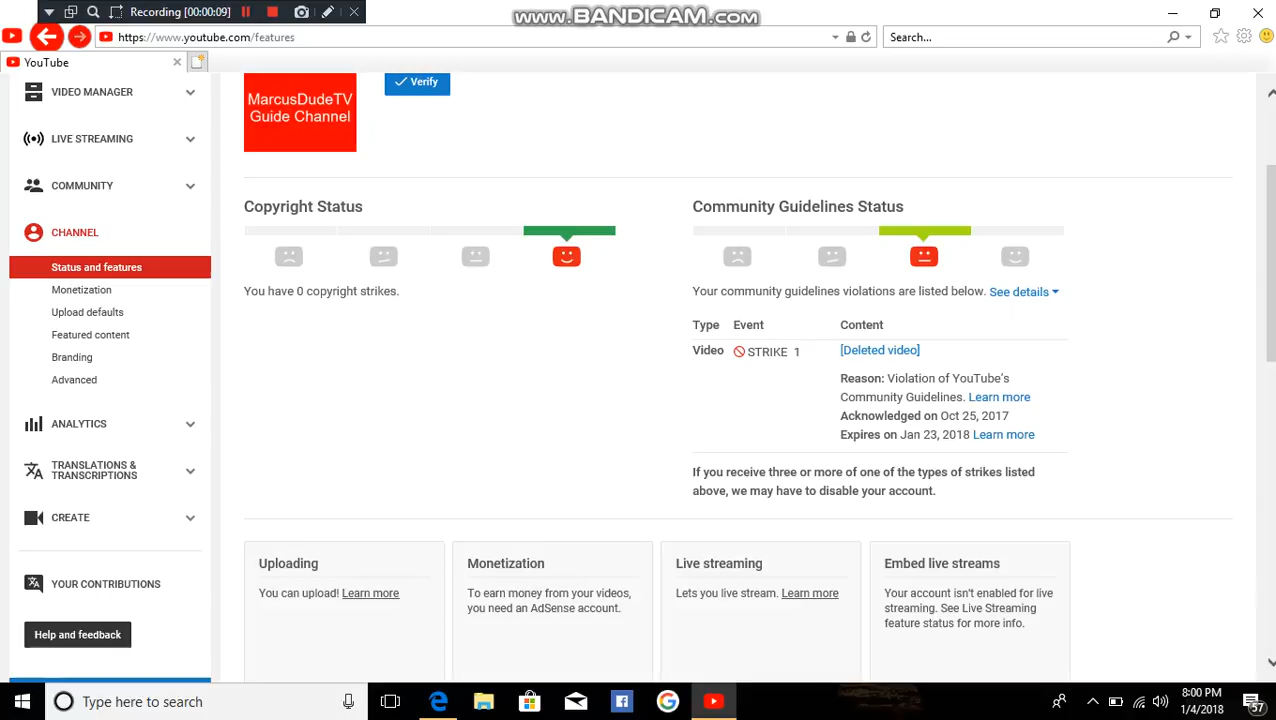 Recording [00:00:09]
www.BANDICAM.com
https://www.youtube.com/features
Search...
YouTube
VIDEO MANAGER
LIVE STREAMING
COMMUNITY
CHANNEL
Status and features
Monetization
Upload defaults
Featured content
Branding
Advanced
ANALYTICS
TRANSLATIONS &
TRANSCRIPTIONS
CREATE
YOUR CONTRIBUTIONS
Help and feedback
MarcusDudeTV
Guide Channel
Verify
Copyright Status
You have 0 copyright strikes.
Community Guidelines Status
Your community guidelines violations are listed below. See details
Type Event Content
Video STRIKE 1 [Deleted video]
Reason: Violation of YouTube's
Community Guidelines. Learn more
Acknowledged on Oct 25, 2017
Expires on Jan 23, 2018 Learn more
If you receive three or more of one of the types of strikes listed
above, we may have to disable your account.
Uploading
You can upload! Learn more
Monetization
To earn money from your videos,
you need an AdSense account.
Live streaming
Lets you live stream. Learn more
Embed live streams
Your account isn't enabled for live
streaming. See Live Streaming
feature status for more info.
Type here to search
8:00 PM
1/4/2018
57